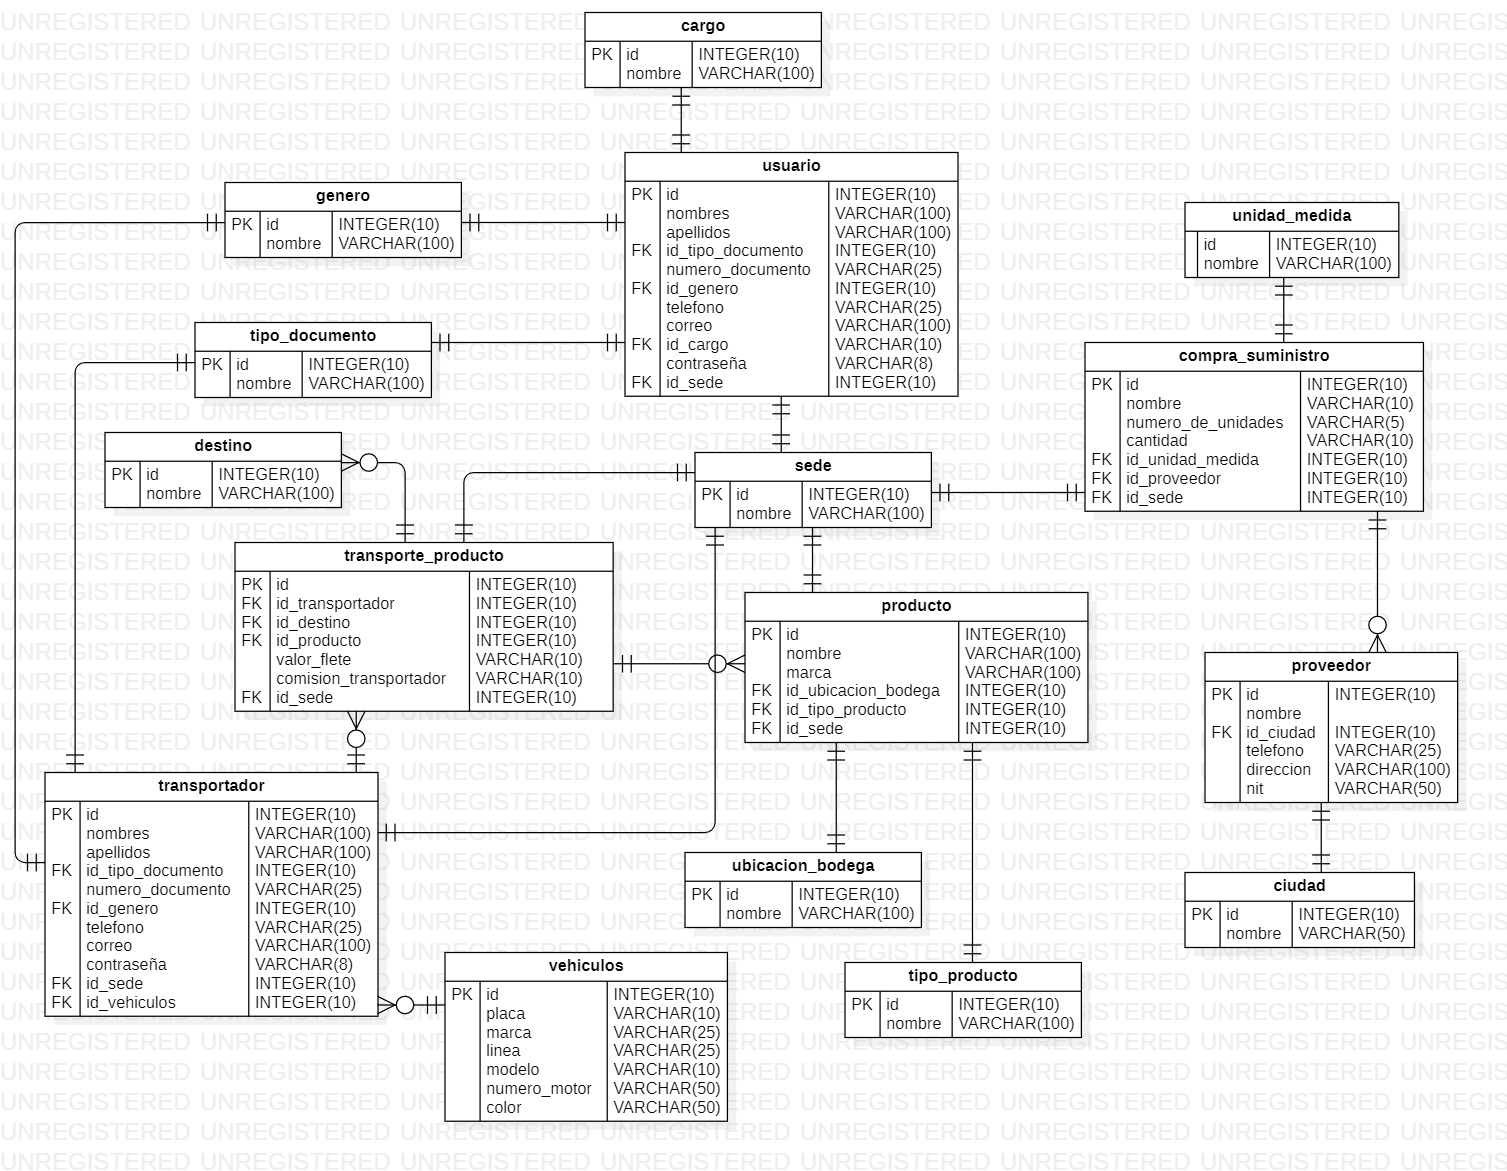 cargo
PK id INTEGER(10)
nombre VARCHAR(100)
usuario
PK id INTEGER(10)
nombres VARCHAR(100)
apellidos VARCHAR(100)
FK id_tipo_documento INTEGER(10)
numero_documento VARCHAR(25)
FK id_genero INTEGER(10)
telefono VARCHAR(25)
correo VARCHAR(100)
FK id_cargo VARCHAR(10)
contraseña VARCHAR(8)
FK id_sede INTEGER(10)
genero
PK id INTEGER(10)
nombre VARCHAR(100)
unidad_medida
id INTEGER(10)
nombre VARCHAR(100)
tipo_documento
PK id INTEGER(10)
nombre VARCHAR(100)
compra_suministro
PK id INTEGER(10)
nombre VARCHAR(10)
numero_de_unidades VARCHAR(5)
cantidad VARCHAR(10)
FK id_unidad_medida INTEGER(10)
FK id_proveedor INTEGER(10)
FK id_sede INTEGER(10)
destino
PK id INTEGER(10)
nombre VARCHAR(100)
sede
PK id INTEGER(10)
nombre VARCHAR(100)
transporte_producto
PK id INTEGER(10)
FK id_transportador INTEGER(10)
FK id_destino INTEGER(10)
FK id_producto INTEGER(10)
valor_flete VARCHAR(10)
comision_transportador VARCHAR(10)
FK id_sede INTEGER(10)
producto
PK id INTEGER(10)
nombre VARCHAR(100)
marca VARCHAR(100)
FK id_ubicacion_bodega INTEGER(10)
FK id_tipo_producto INTEGER(10)
FK id_sede INTEGER(10)
proveedor
PK id INTEGER(10)
nombre
FK id_ciudad INTEGER(10)
telefono VARCHAR(25)
direccion VARCHAR(100)
nit VARCHAR(50)
transportador
PK id INTEGER(10)
nombres VARCHAR(100)
apellidos VARCHAR(100)
FK id_tipo_documento INTEGER(10)
numero_documento VARCHAR(25)
FK id_genero INTEGER(10)
telefono VARCHAR(25)
correo VARCHAR(100)
contraseña VARCHAR(8)
FK id_sede INTEGER(10)
FK id_vehiculos INTEGER(10)
ubicacion_bodega
PK id INTEGER(10)
nombre VARCHAR(100)
ciudad
PK id INTEGER(10)
nombre VARCHAR(50)
vehiculos
PK id INTEGER(10)
placa VARCHAR(10)
marca VARCHAR(25)
linea VARCHAR(25)
modelo VARCHAR(10)
numero_motor VARCHAR(50)
color VARCHAR(50)
tipo_producto
PK id INTEGER(10)
nombre VARCHAR(100)
UNREGISTERED